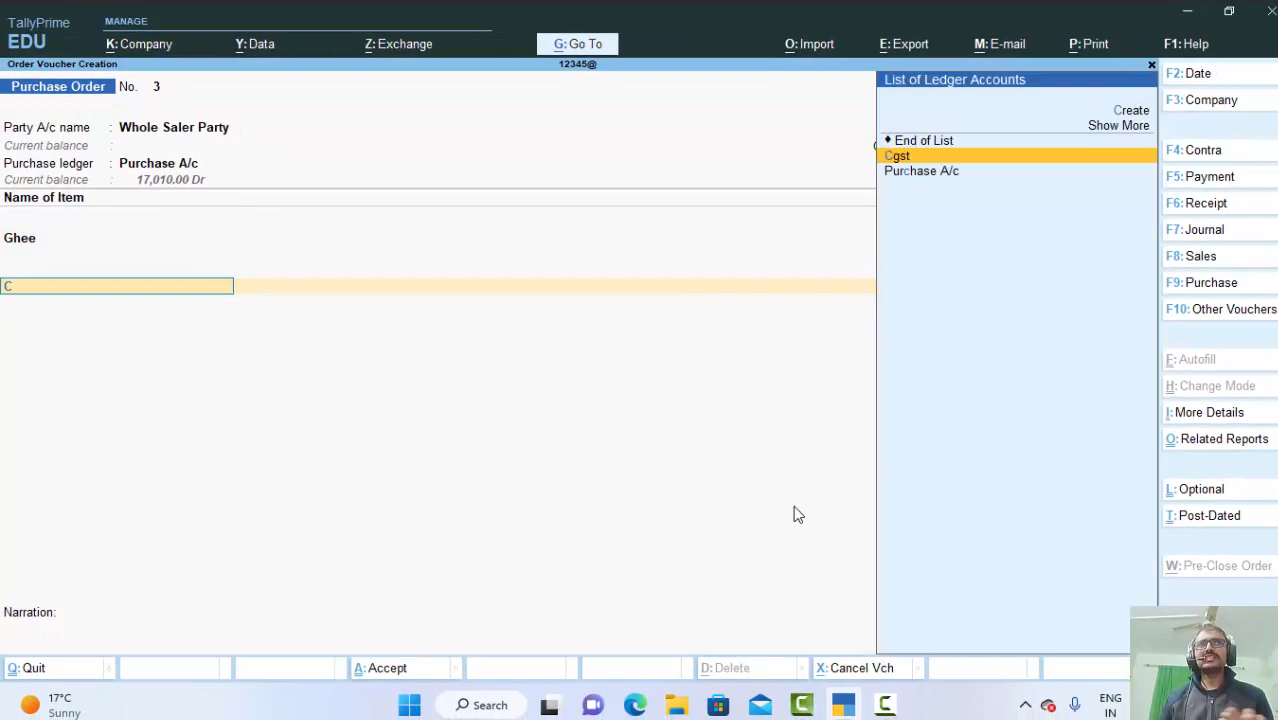 TallyPrime
EDU
MANAGE
K:Company
Y:Data
Z:Exchange
G:Go To
O:Import
E:Export
M:E-mail
P:Print
F1:Help
Order Voucher Creation
12345@
Purchase Order
No. 3
Party A/c name : Whole Saler Party
Current balance :
Purchase ledger : Purchase A/c
Current balance : 17,010.00 Dr
Name of Item
Ghee
C
Narration:
List of Ledger Accounts
Create
Show More
♦ End of List
Cgst
Purchase A/c
F2:Date
F3:Company
F4:Contra
F5:Payment
F6:Receipt
F7:Journal
F8:Sales
F9:Purchase
F10:Other Vouchers
F:Autofill
H:Change Mode
I:More Details
O:Related Reports
L:Optional
T:Post-Dated
W:Pre-Close Order
Q:Quit
A:Accept
D:Delete
X:Cancel Vch
17°C
Sunny
Search
ENG
IN